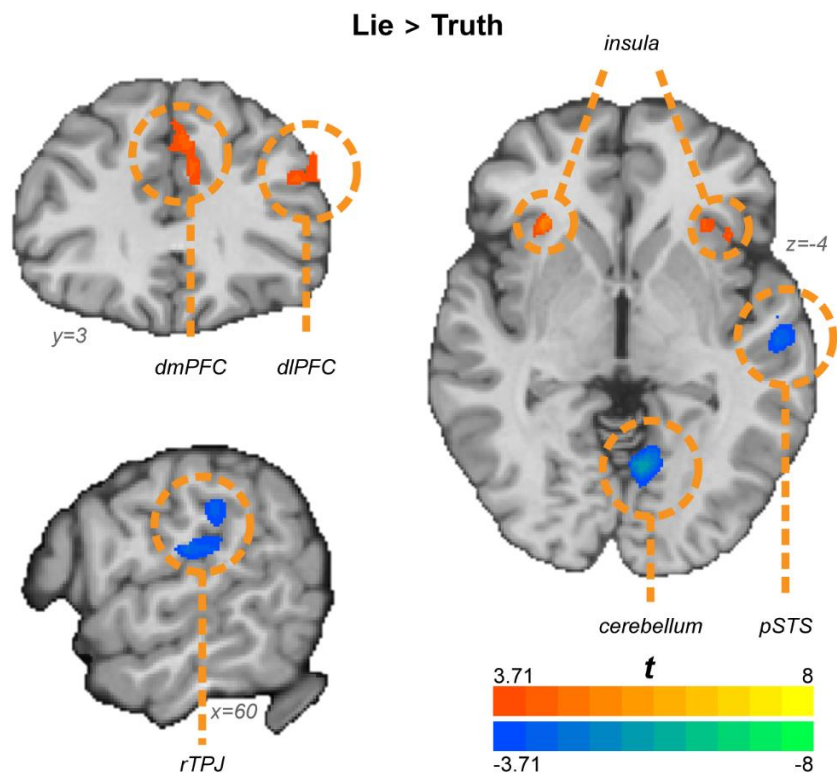 Lie > Truth
insula
z=-4
y=3
dmPFC
dlPFC
x=60
rTPJ
cerebellum
pSTS
t
3.71
8
-3.71
-8